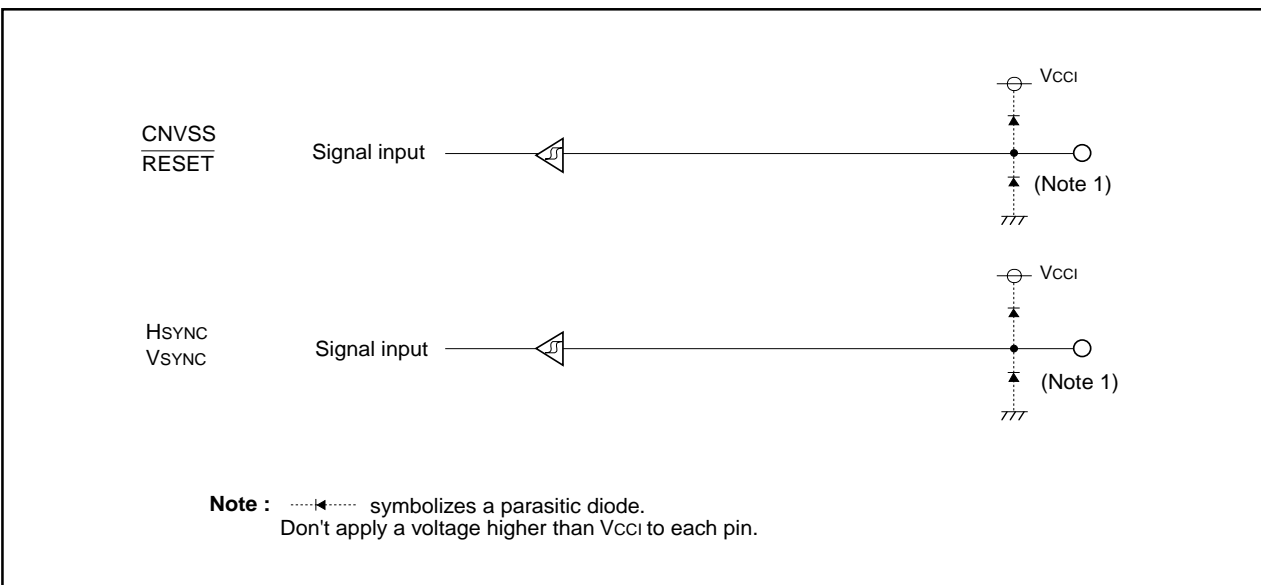 VCCI
CNVSS
RESET
Signal input
(Note 1)
VCCI
HSYNC
VSYNC
Signal input
(Note 1)
Note : symbolizes a parasitic diode.
Don't apply a voltage higher than VCCI to each pin.